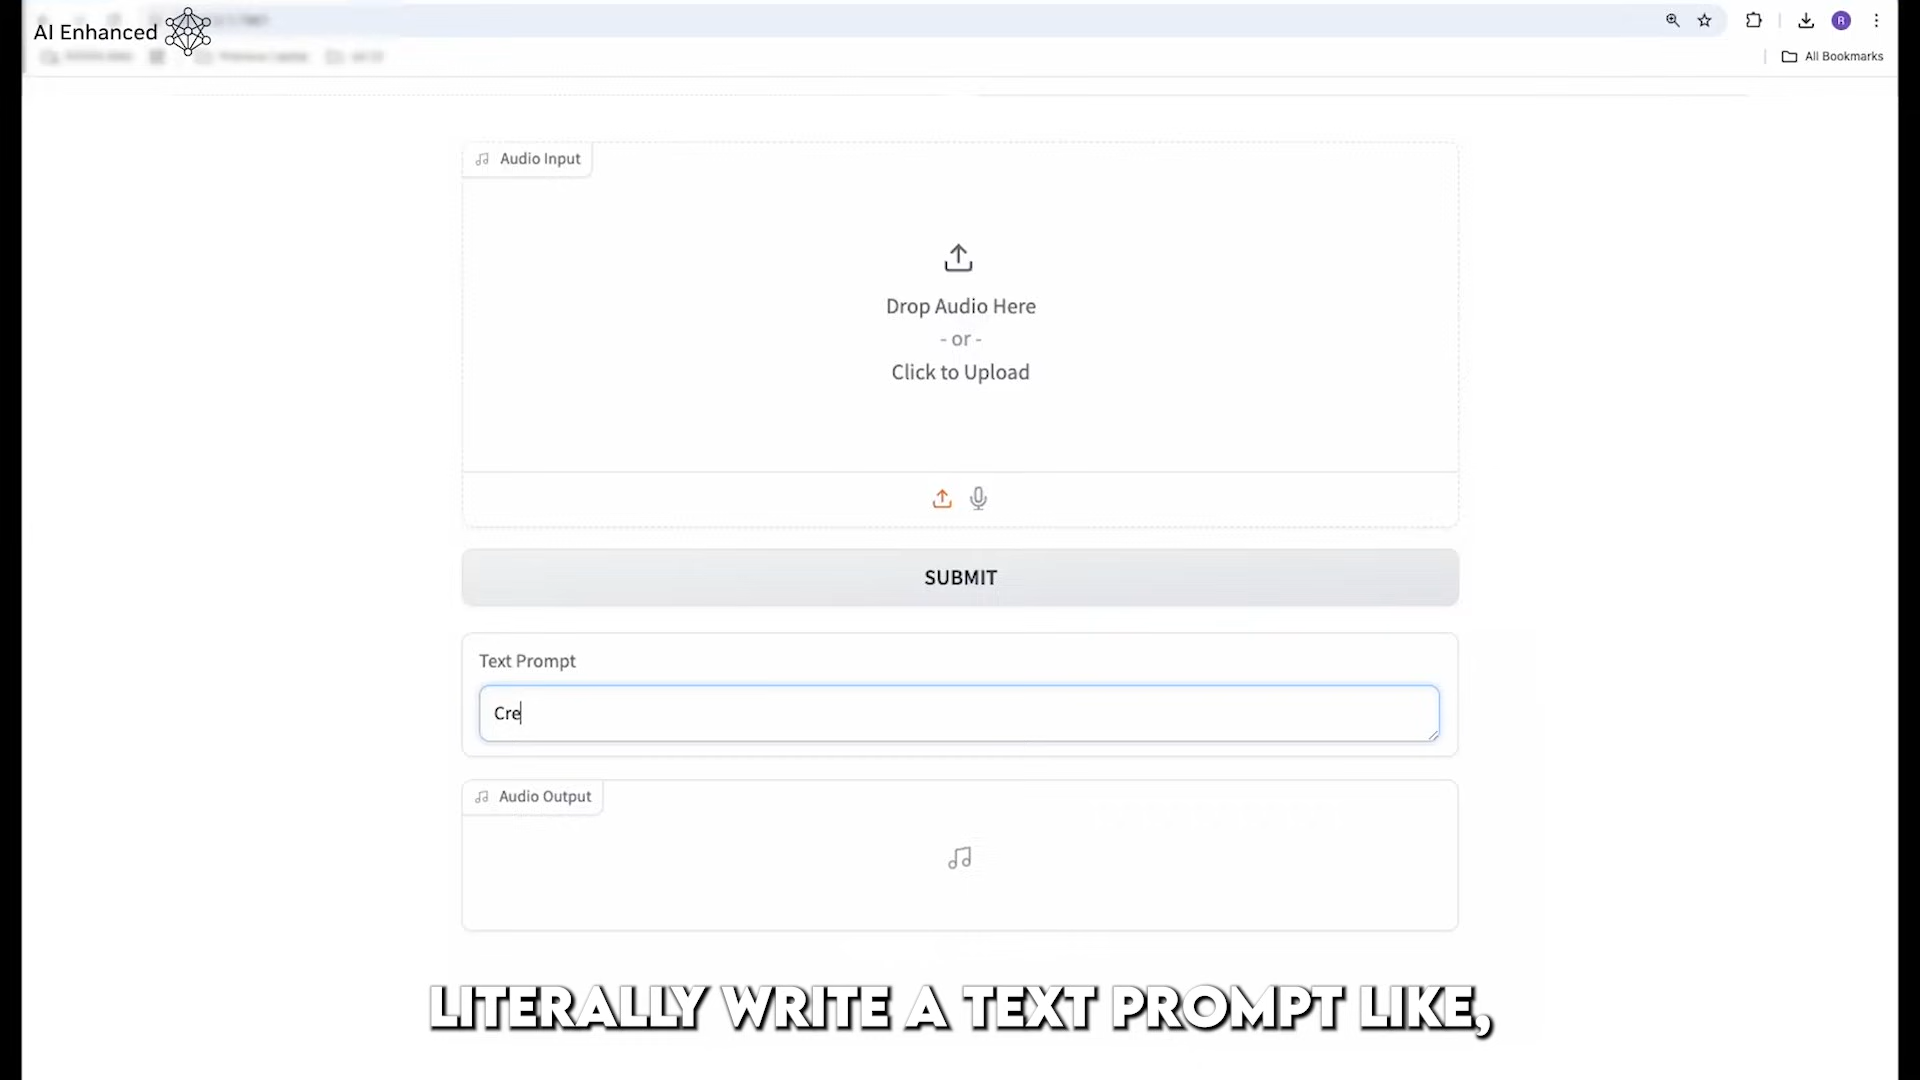 AI Enhanced
R
All Bookmarks
Audio Input
Drop Audio Here
- or -
Click to Upload
SUBMIT
Text Prompt
Cre
Audio Output
LITERALLY WRITE A TEXT PROMPT LIKE,